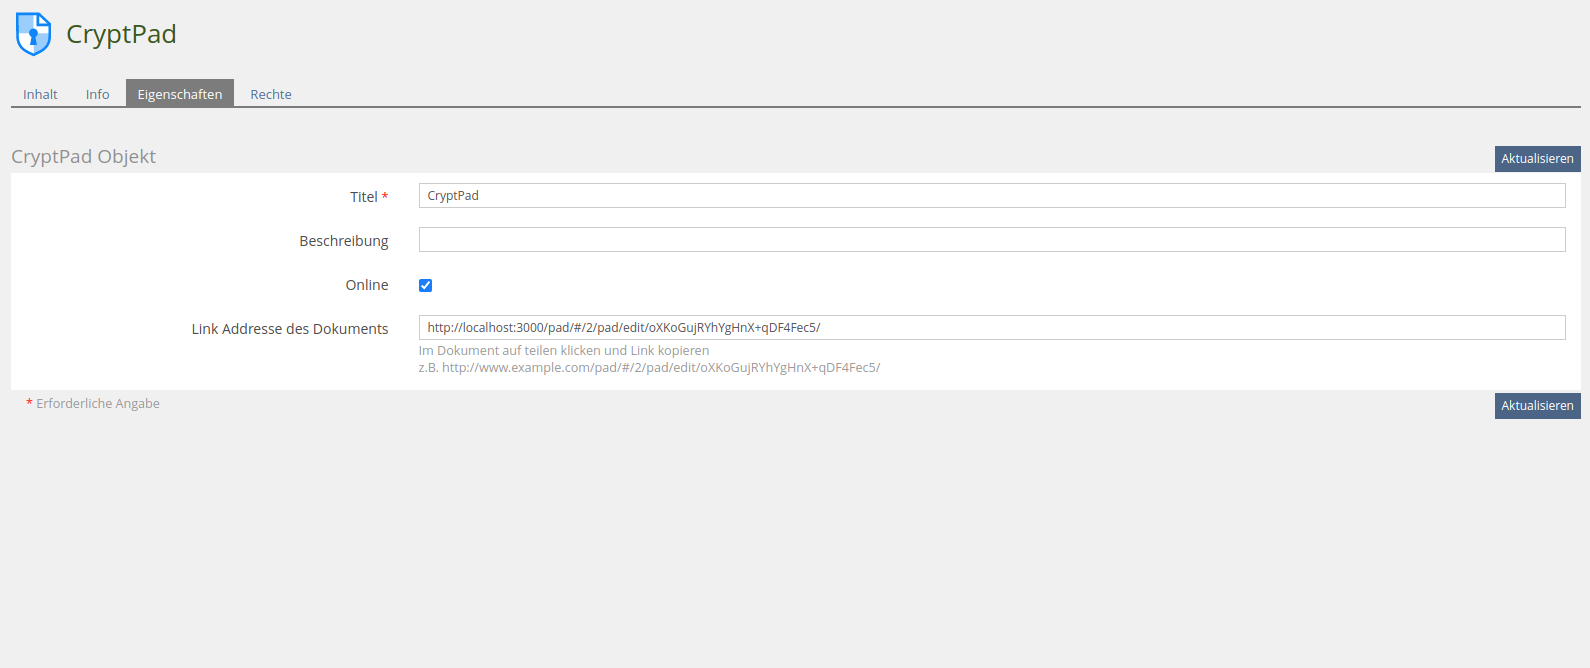 CryptPad
Inhalt Info Eigenschaften Rechte
CryptPad Objekt
Aktualisieren
Titel *
CryptPad
Beschreibung
Online
Link Addresse des Dokuments
http://localhost:3000/pad/#/2/pad/edit/oXKoGujRYhYgHnX+qDF4Fec5/
Im Dokument auf teilen klicken und Link kopieren
z.B. http://www.example.com/pad/#/2/pad/edit/oXKoGujRYhYgHnX+qDF4Fec5/
* Erforderliche Angabe
Aktualisieren